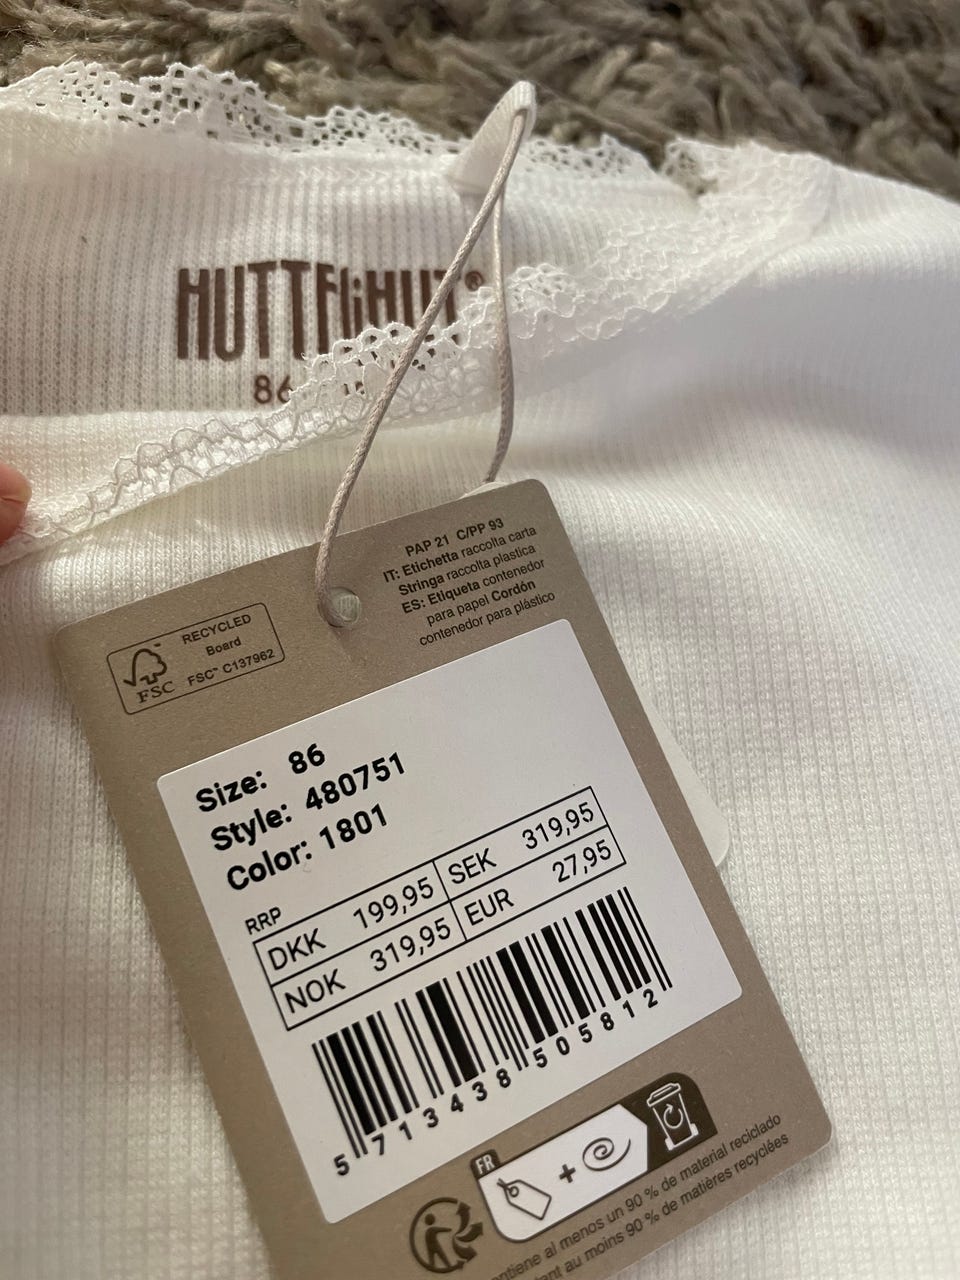 HUTTEliHUT®
86
PAP 21 C/PP 93
IT: Etichetta raccolta carta
Stringa raccolta plastica
ES: Etiqueta contenedor
para papel Cordón
contenedor para plástico
RECYCLED
Board
FSC™ C137962
FSC
Size: 86
Style: 480751
Color: 1801
RRP
DKK 199,95 SEK 319,95
NOK 319,95 EUR 27,95
5 713438 505812
FR
+
ntiene al menos un 90 % de material reciclado
tant au moins 90 % de matières recyclées